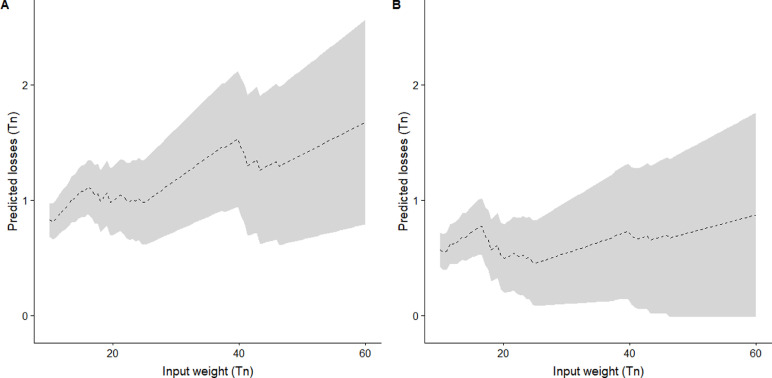 A
Predicted losses (Tn)
2
1
0
20 40 60
Input weight (Tn)
B
Predicted losses (Tn)
2
1
0
20 40 60
Input weight (Tn)